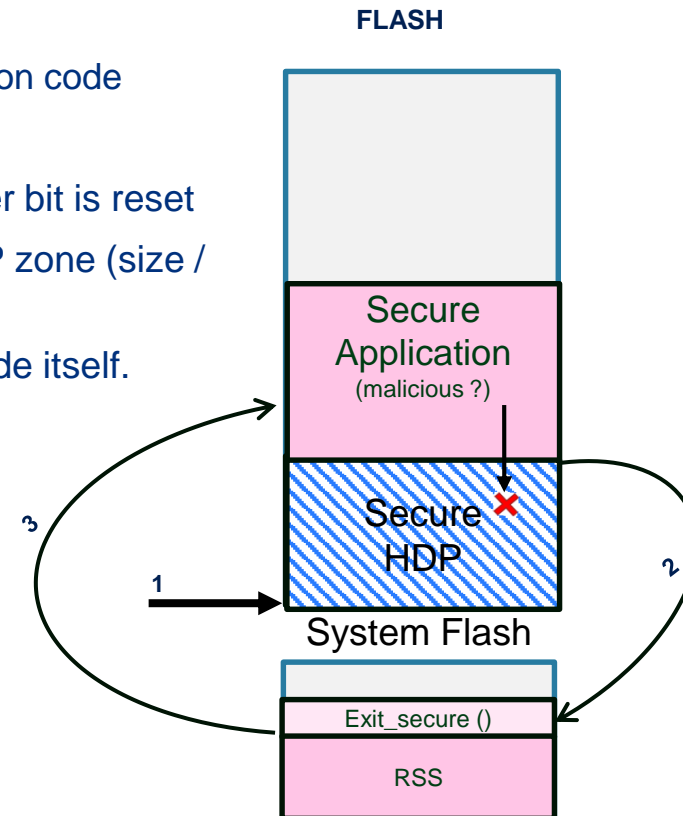 FLASH
on code
er bit is reset
P zone (size /
de itself.
Secure
Application
(malicious ?)
Secure
HDP
3
1
2
System Flash
Exit_secure ()
RSS